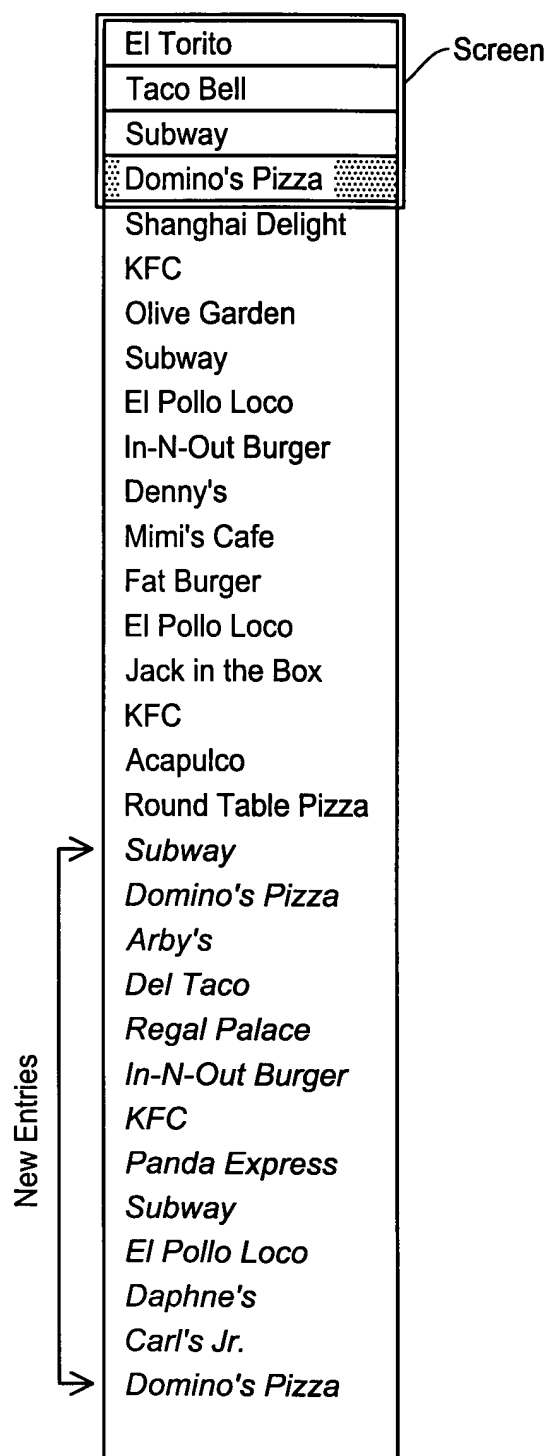 El Torito
Screen
Taco Bell
Subway
Domino's Pizza
Shanghai Delight
KFC
Olive Garden
Subway
El Pollo Loco
In-N-Out Burger
Denny's
Mimi's Cafe
Fat Burger
El Pollo Loco
Jack in the Box
KFC
Acapulco
Round Table Pizza
Subway
Domino's Pizza
Arby's
Del Taco
Regal Palace
In-N-Out Burger
KFC
Panda Express
Subway
El Pollo Loco
Daphne's
Carl's Jr.
Domino's Pizza
New Entries